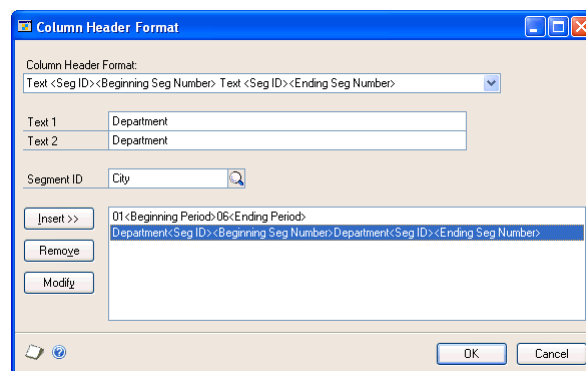 Column Header Format
Column Header Format:
Text <Seg ID><Beginning Seg Number> Text <Seg ID><Ending Seg Number>
Text 1 Department
Text 2 Department
Segment ID City
Insert >> 01<Beginning Period>06<Ending Period>
Department<Seg ID><Beginning Seg Number>Department<Seg ID><Ending Seg Number>
Remove
Modify
OK Cancel